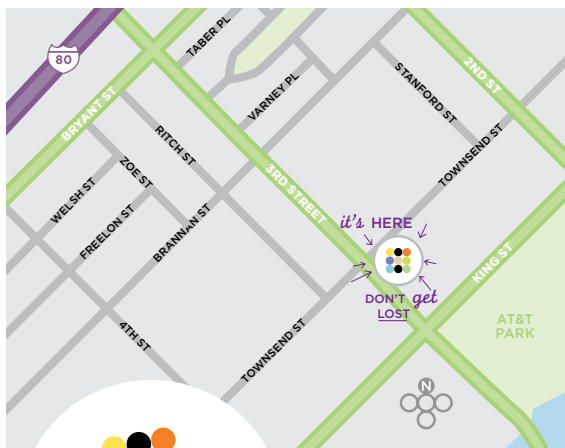 TABER PL
80
2ND ST
STANFORD ST
VARNEY PL
BRYANT ST
RITCH ST
TOWNSEND ST
ZOE ST
3RD STREET
WELSH ST
FREELON ST
BRANNAN ST
it's HERE
KING ST
DON'T get
LOST
AT&T
PARK
4TH ST
TOWNSEND ST
N